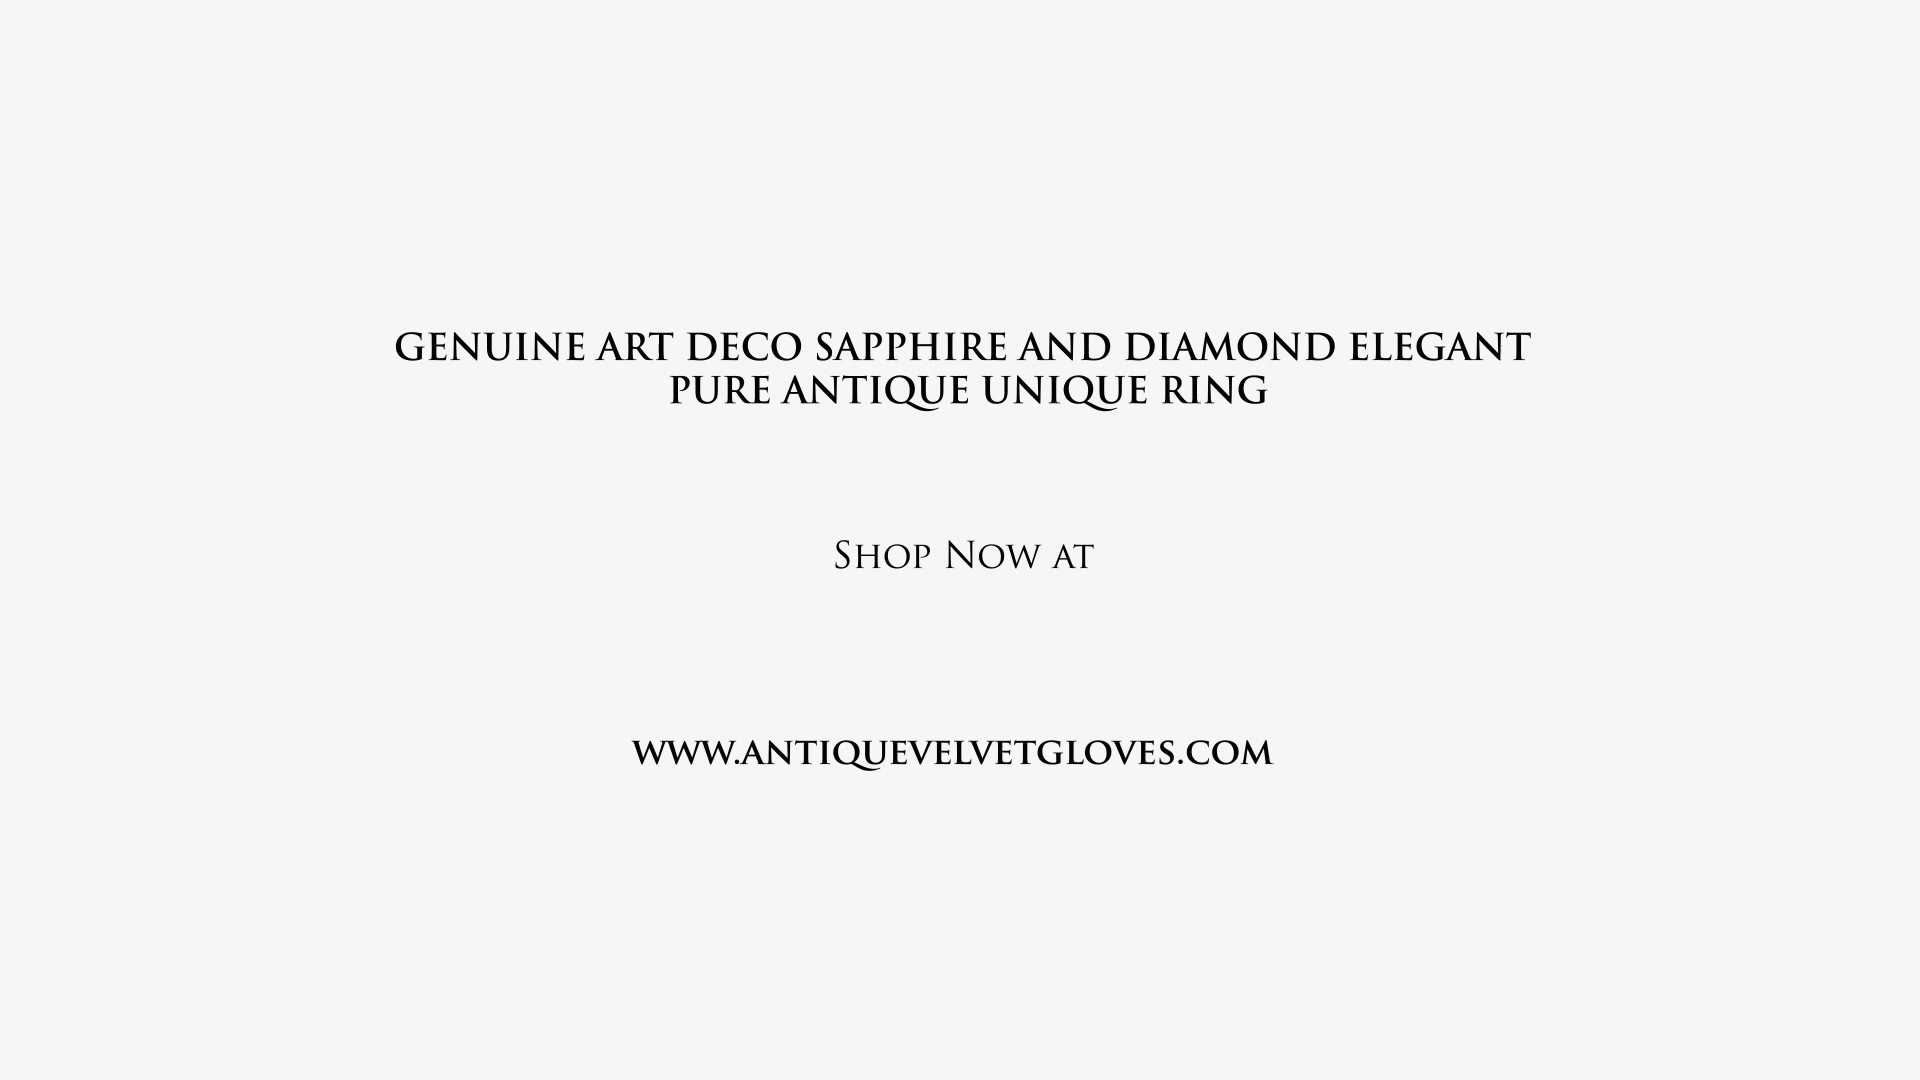 GENUINE ART DECO SAPPHIRE AND DIAMOND ELEGANT
PURE ANTIQUE UNIQUE RING
Shop Now at
WWW.ANTIQUEVELVETGLOVES.COM